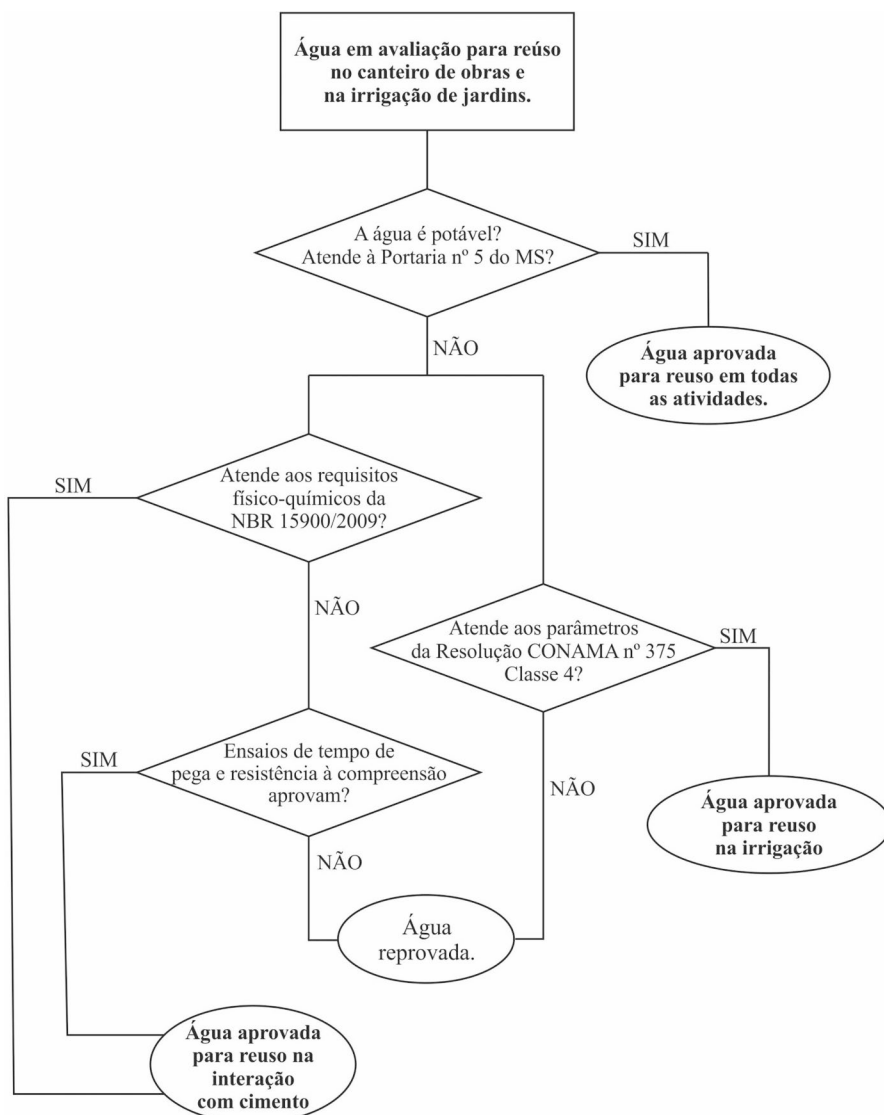 Água em avaliação para reúso
no canteiro de obras e
na irrigação de jardins.
A água é potável?
Atende à Portaria nº 5 do MS?
SIM
NÃO
Água aprovada
para reuso em todas
as atividades.
SIM
Atende aos requisitos
físico-químicos da
NBR 15900/2009?
NÃO
Atende aos parâmetros
da Resolução CONAMA nº 375
Classe 4?
SIM
SIM
Ensaios de tempo de
pega e resistência à compreensão
aprovam?
NÃO
Água aprovada
para reuso
na irrigação
NÃO
Água
reprovada.
Água aprovada
para reuso na
interação
com cimento